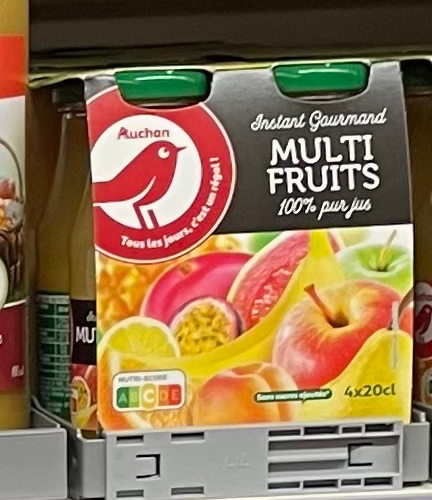 Auchan
Tous les jours, c'est un régal !
Instant Gourmand
MULTI
FRUITS
100% pur jus
NUTRI-SCORE
A B C D E
Sans sucres ajoutés*
4x20cl
MU